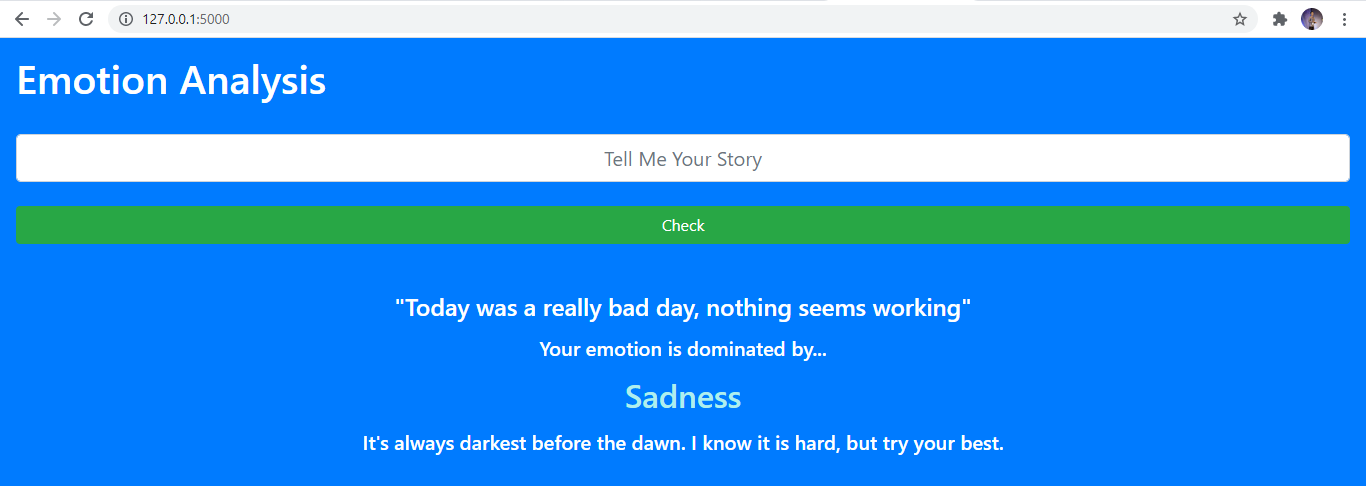 127.0.0.1:5000
Emotion Analysis
Tell Me Your Story
Check
"Today was a really bad day, nothing seems working"
Your emotion is dominated by...
Sadness
It's always darkest before the dawn. I know it is hard, but try your best.